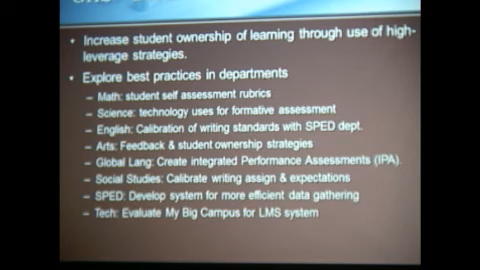 • Increase student ownership of learning through use of high-
leverage strategies.
• Explore best practices in departments
– Math: student self assessment rubrics
– Science: technology uses for formative assessment
– English: Calibration of writing standards with SPED dept.
– Arts: Feedback & student ownership strategies
– Global Lang: Create integrated Performance Assessments (IPA).
– Social Studies: Calibrate writing assign & expectations
– SPED: Develop system for more efficient data gathering
– Tech: Evaluate My Big Campus for LMS system